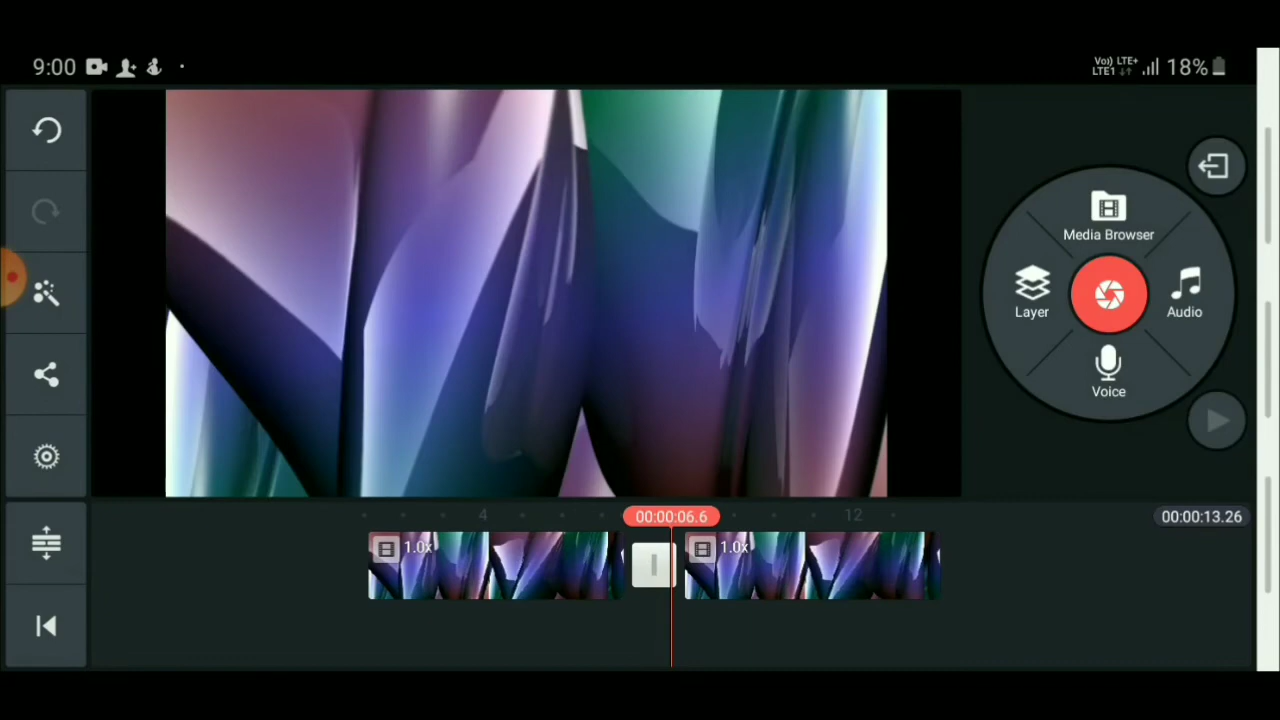 9:00
Vo)) LTE+
LTE1
18%
Media Browser
Layer
Audio
Voice
4
00:00:06.6
12
00:00:13.26
1.0x
1.0x